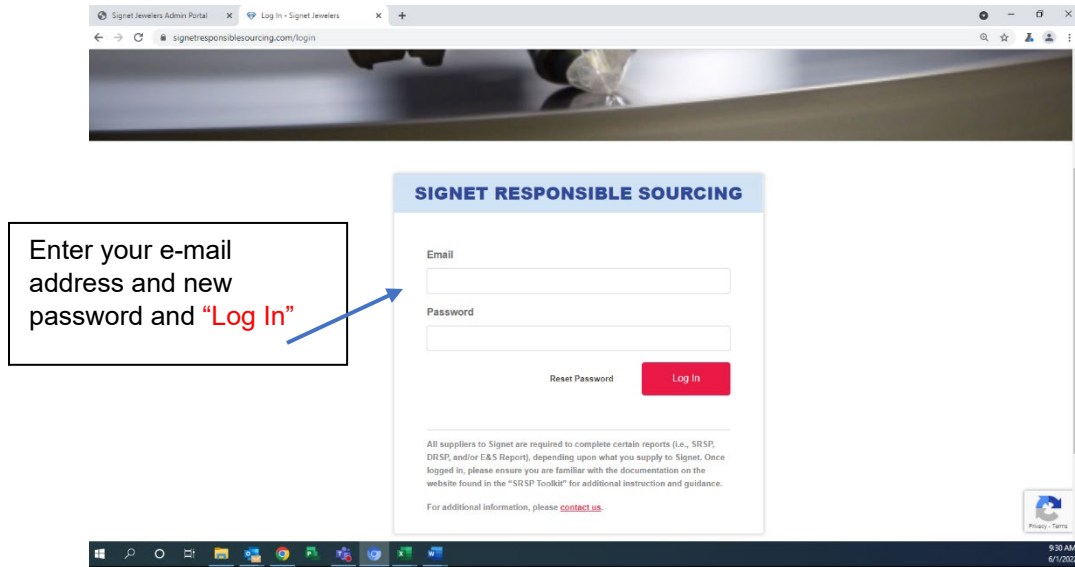 Signet Jewelers Admin Portal
Log In - Signet Jewelers
signetresponsiblesourcing.com/login
SIGNET RESPONSIBLE SOURCING
Enter your e-mail
address and new
password and “Log In”
Email
Password
Reset Password
Log In
All suppliers to Signet are required to complete certain reports (i.e., SRSP,
DRSP, and/or E&S Report), depending upon what you supply to Signet. Once
logged in, please ensure you are familiar with the documentation on the
website found in the “SRSP Toolkit” for additional instruction and guidance.
For additional information, please contact us.
Privacy - Terms
9:30 AM